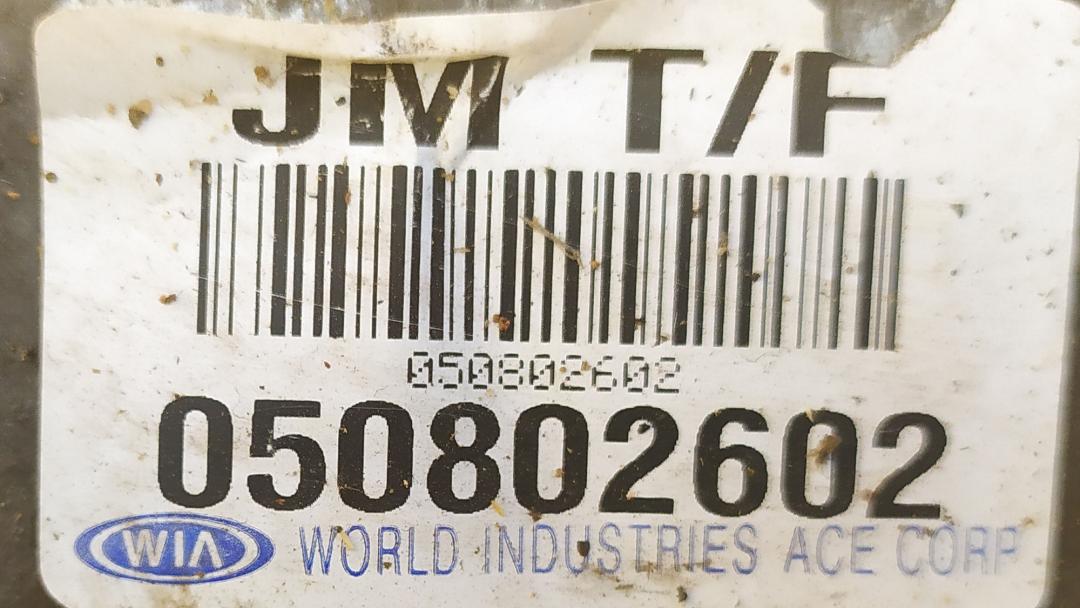 JM T/F
050802602
050802602
WIA WORLD INDUSTRIES ACE CORP